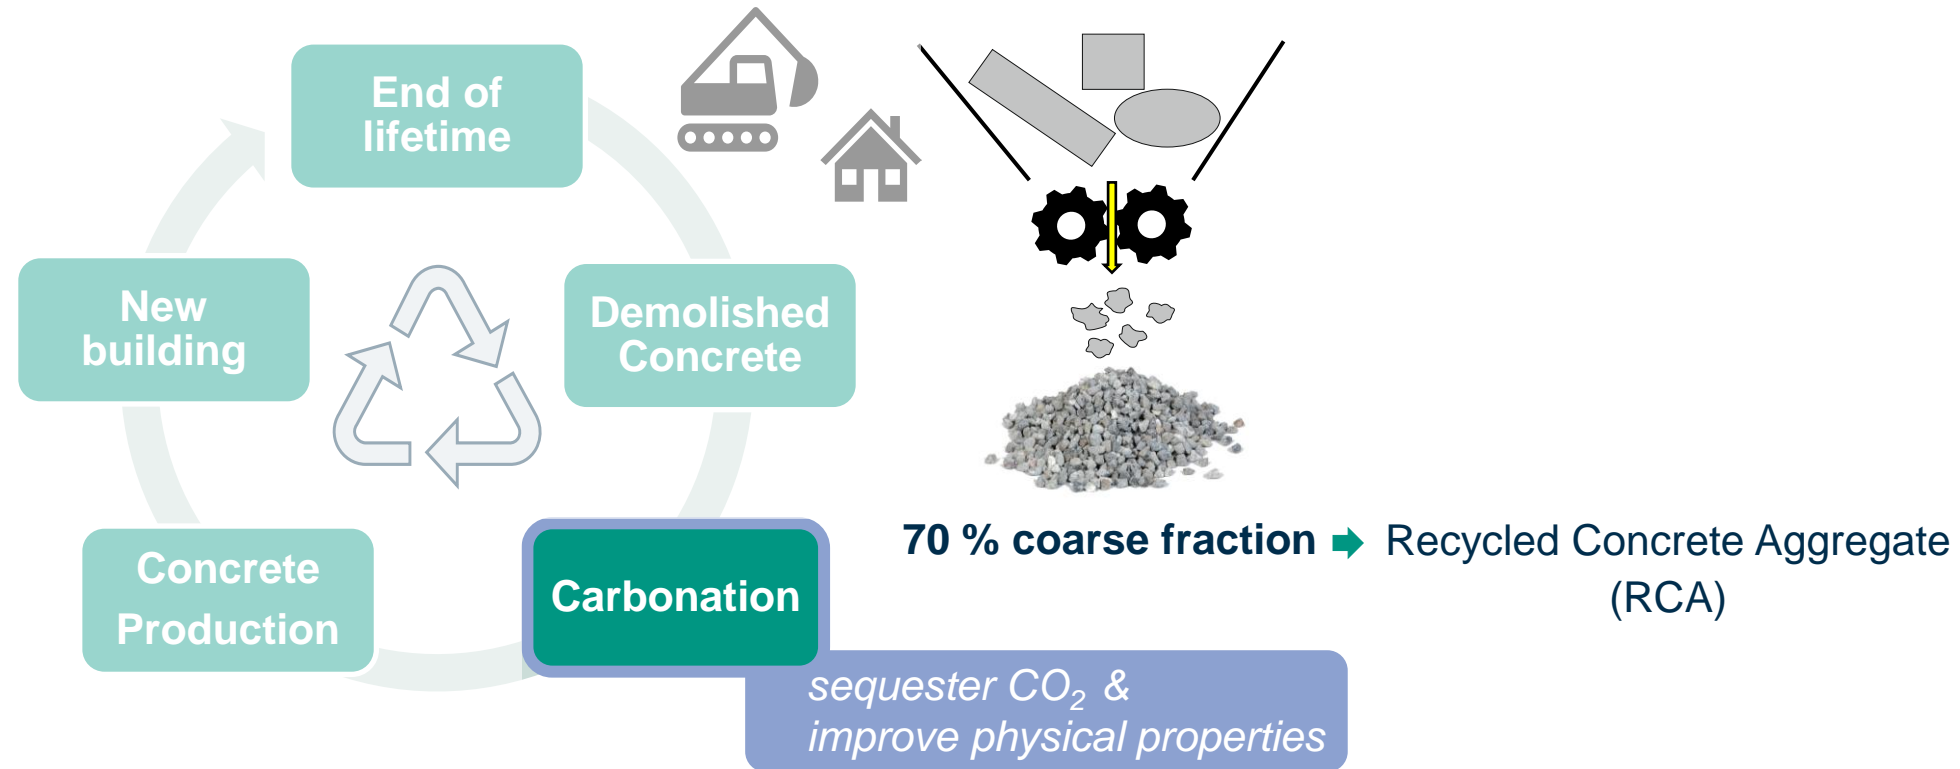 End of
lifetime
New
building
Demolished
Concrete
Concrete
Production
Carbonation
70 % coarse fraction Recycled Concrete Aggregate
(RCA)
sequester CO₂ &
improve physical properties